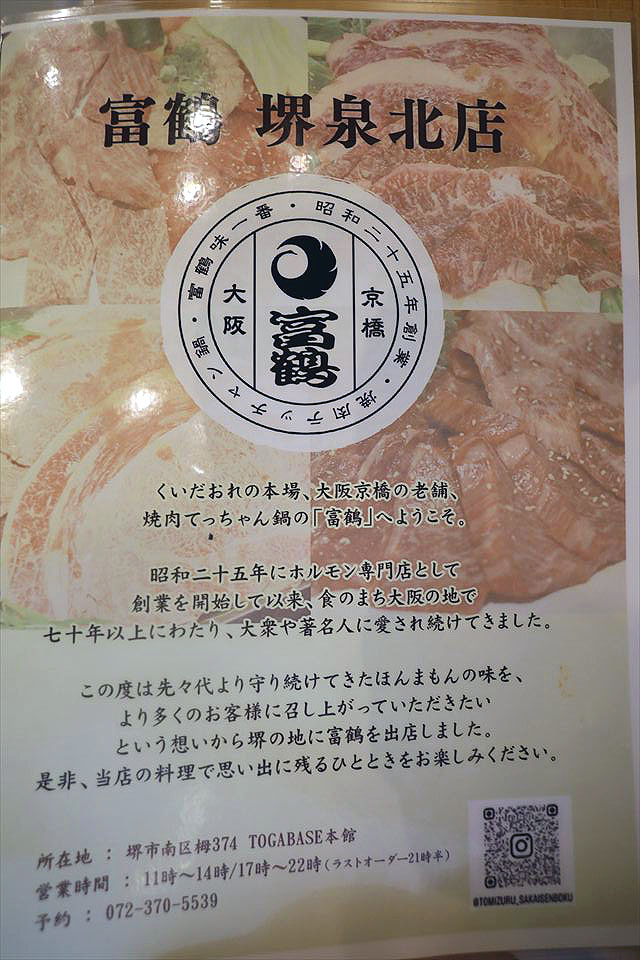 富鶴 堺泉北店
富鶴味一番・昭和二十五年創業・焼肉テッチャン鍋・
大阪
京橋
富鶴
くいだおれの本場、大阪京橋の老舗、
焼肉てっちゃん鍋の「富鶴」へようこそ。
昭和二十五年にホルモン専門店として
創業を開始して以来、食のまち大阪の地で
七十年以上にわたり、大衆や著名人に愛され続けてきました。
この度は先々代より守り続けてきたほんまもんの味を、
より多くのお客様に召し上がっていただきたい
という想いから堺の地に富鶴を出店しました。
是非、当店の料理で思い出に残るひとときをお楽しみください。
所在地 : 堺市南区栂374 TOGABASE本館
営業時間 : 11時～14時/17時～22時(ラストオーダー21時半)
予約 : 072-370-5539
@TOMIZURU_SAKAISENBOKU